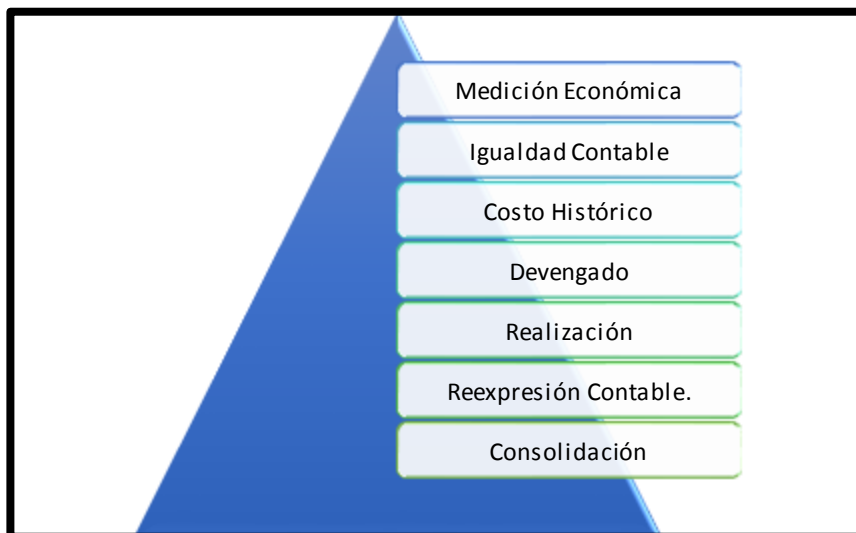 Medición Económica
Igualdad Contable
Costo Histórico
Devengado
Realización
Reexpresión Contable.
Consolidación